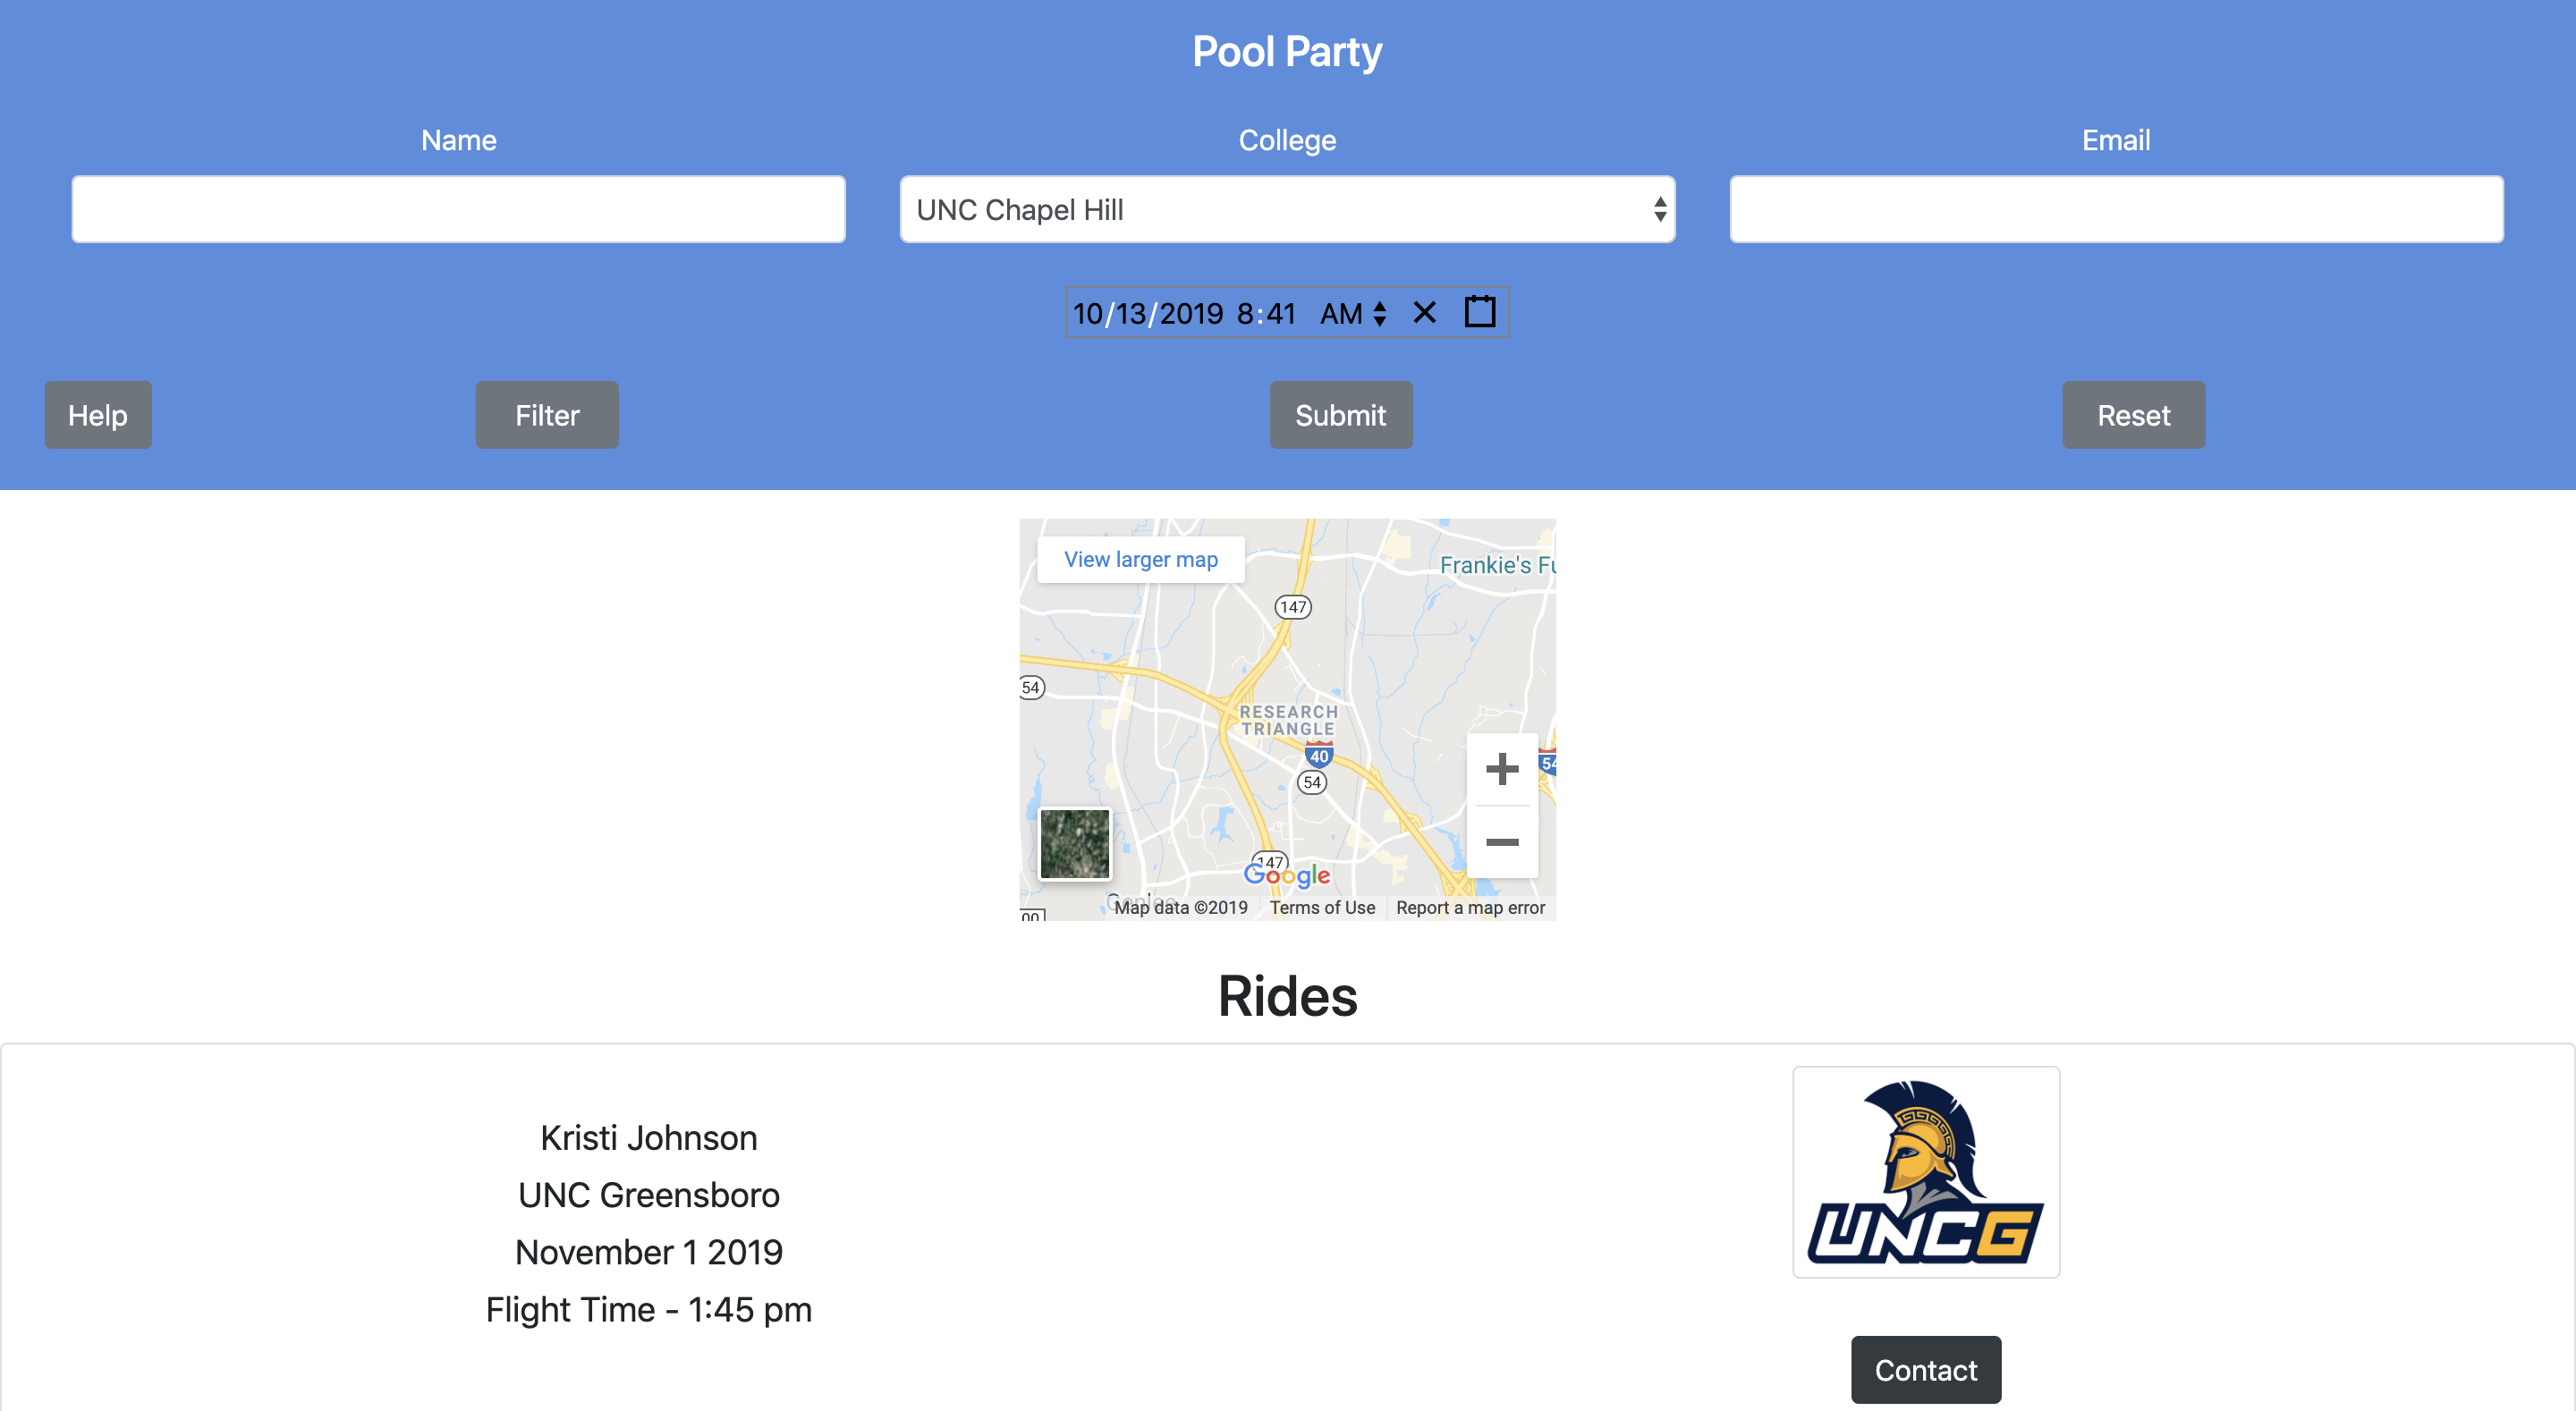 Pool Party
Name
College
Email
UNC Chapel Hill
10/13/2019 8:41 AM
Help
Filter
Submit
Reset
View larger map
Frankie's Fu
147
54
RESEARCH
TRIANGLE
40
54
54
147
Google
00
Map data ©2019
Terms of Use
Report a map error
Rides
Kristi Johnson
UNC Greensboro
November 1 2019
Flight Time - 1:45 pm
UNCG
Contact